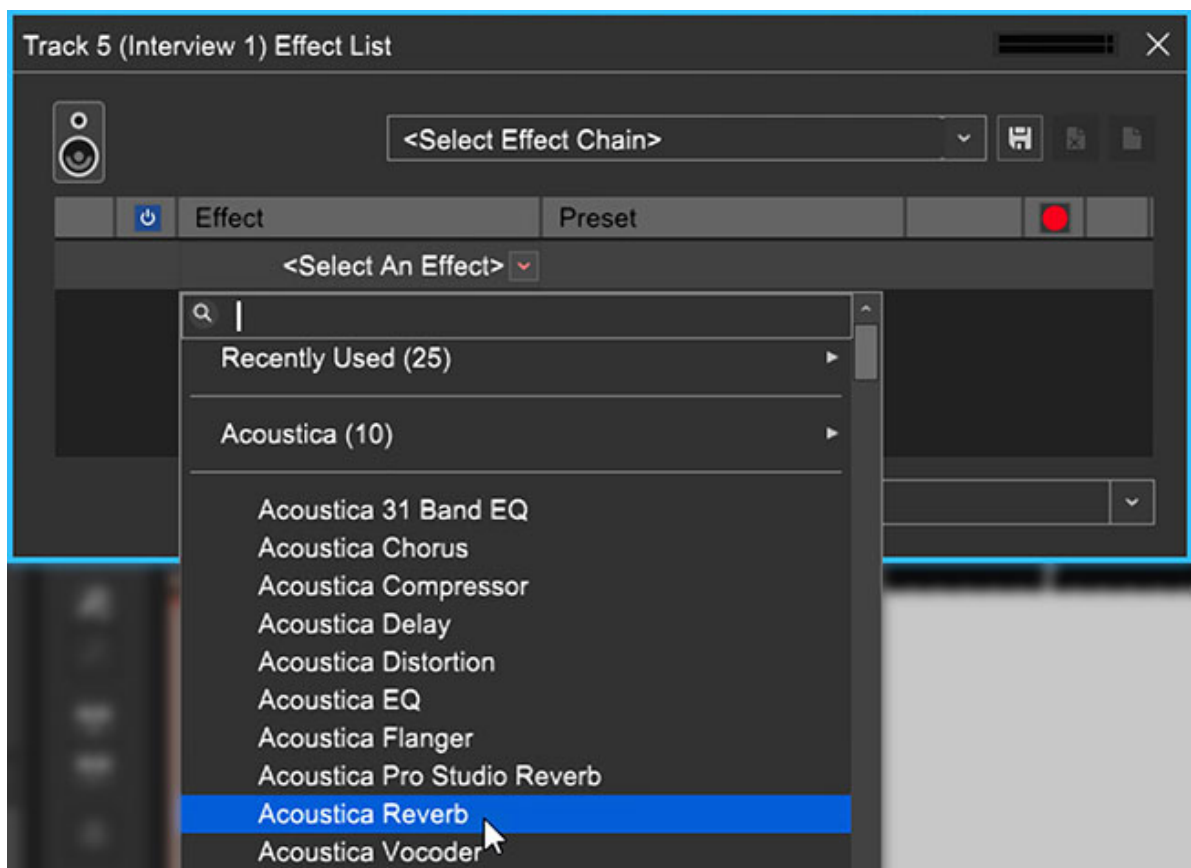 Track 5 (Interview 1) Effect List
<Select Effect Chain>
Effect Preset
<Select An Effect>
Recently Used (25)
Acoustica (10)
Acoustica 31 Band EQ
Acoustica Chorus
Acoustica Compressor
Acoustica Delay
Acoustica Distortion
Acoustica EQ
Acoustica Flanger
Acoustica Pro Studio Reverb
Acoustica Reverb
Acoustica Vocoder